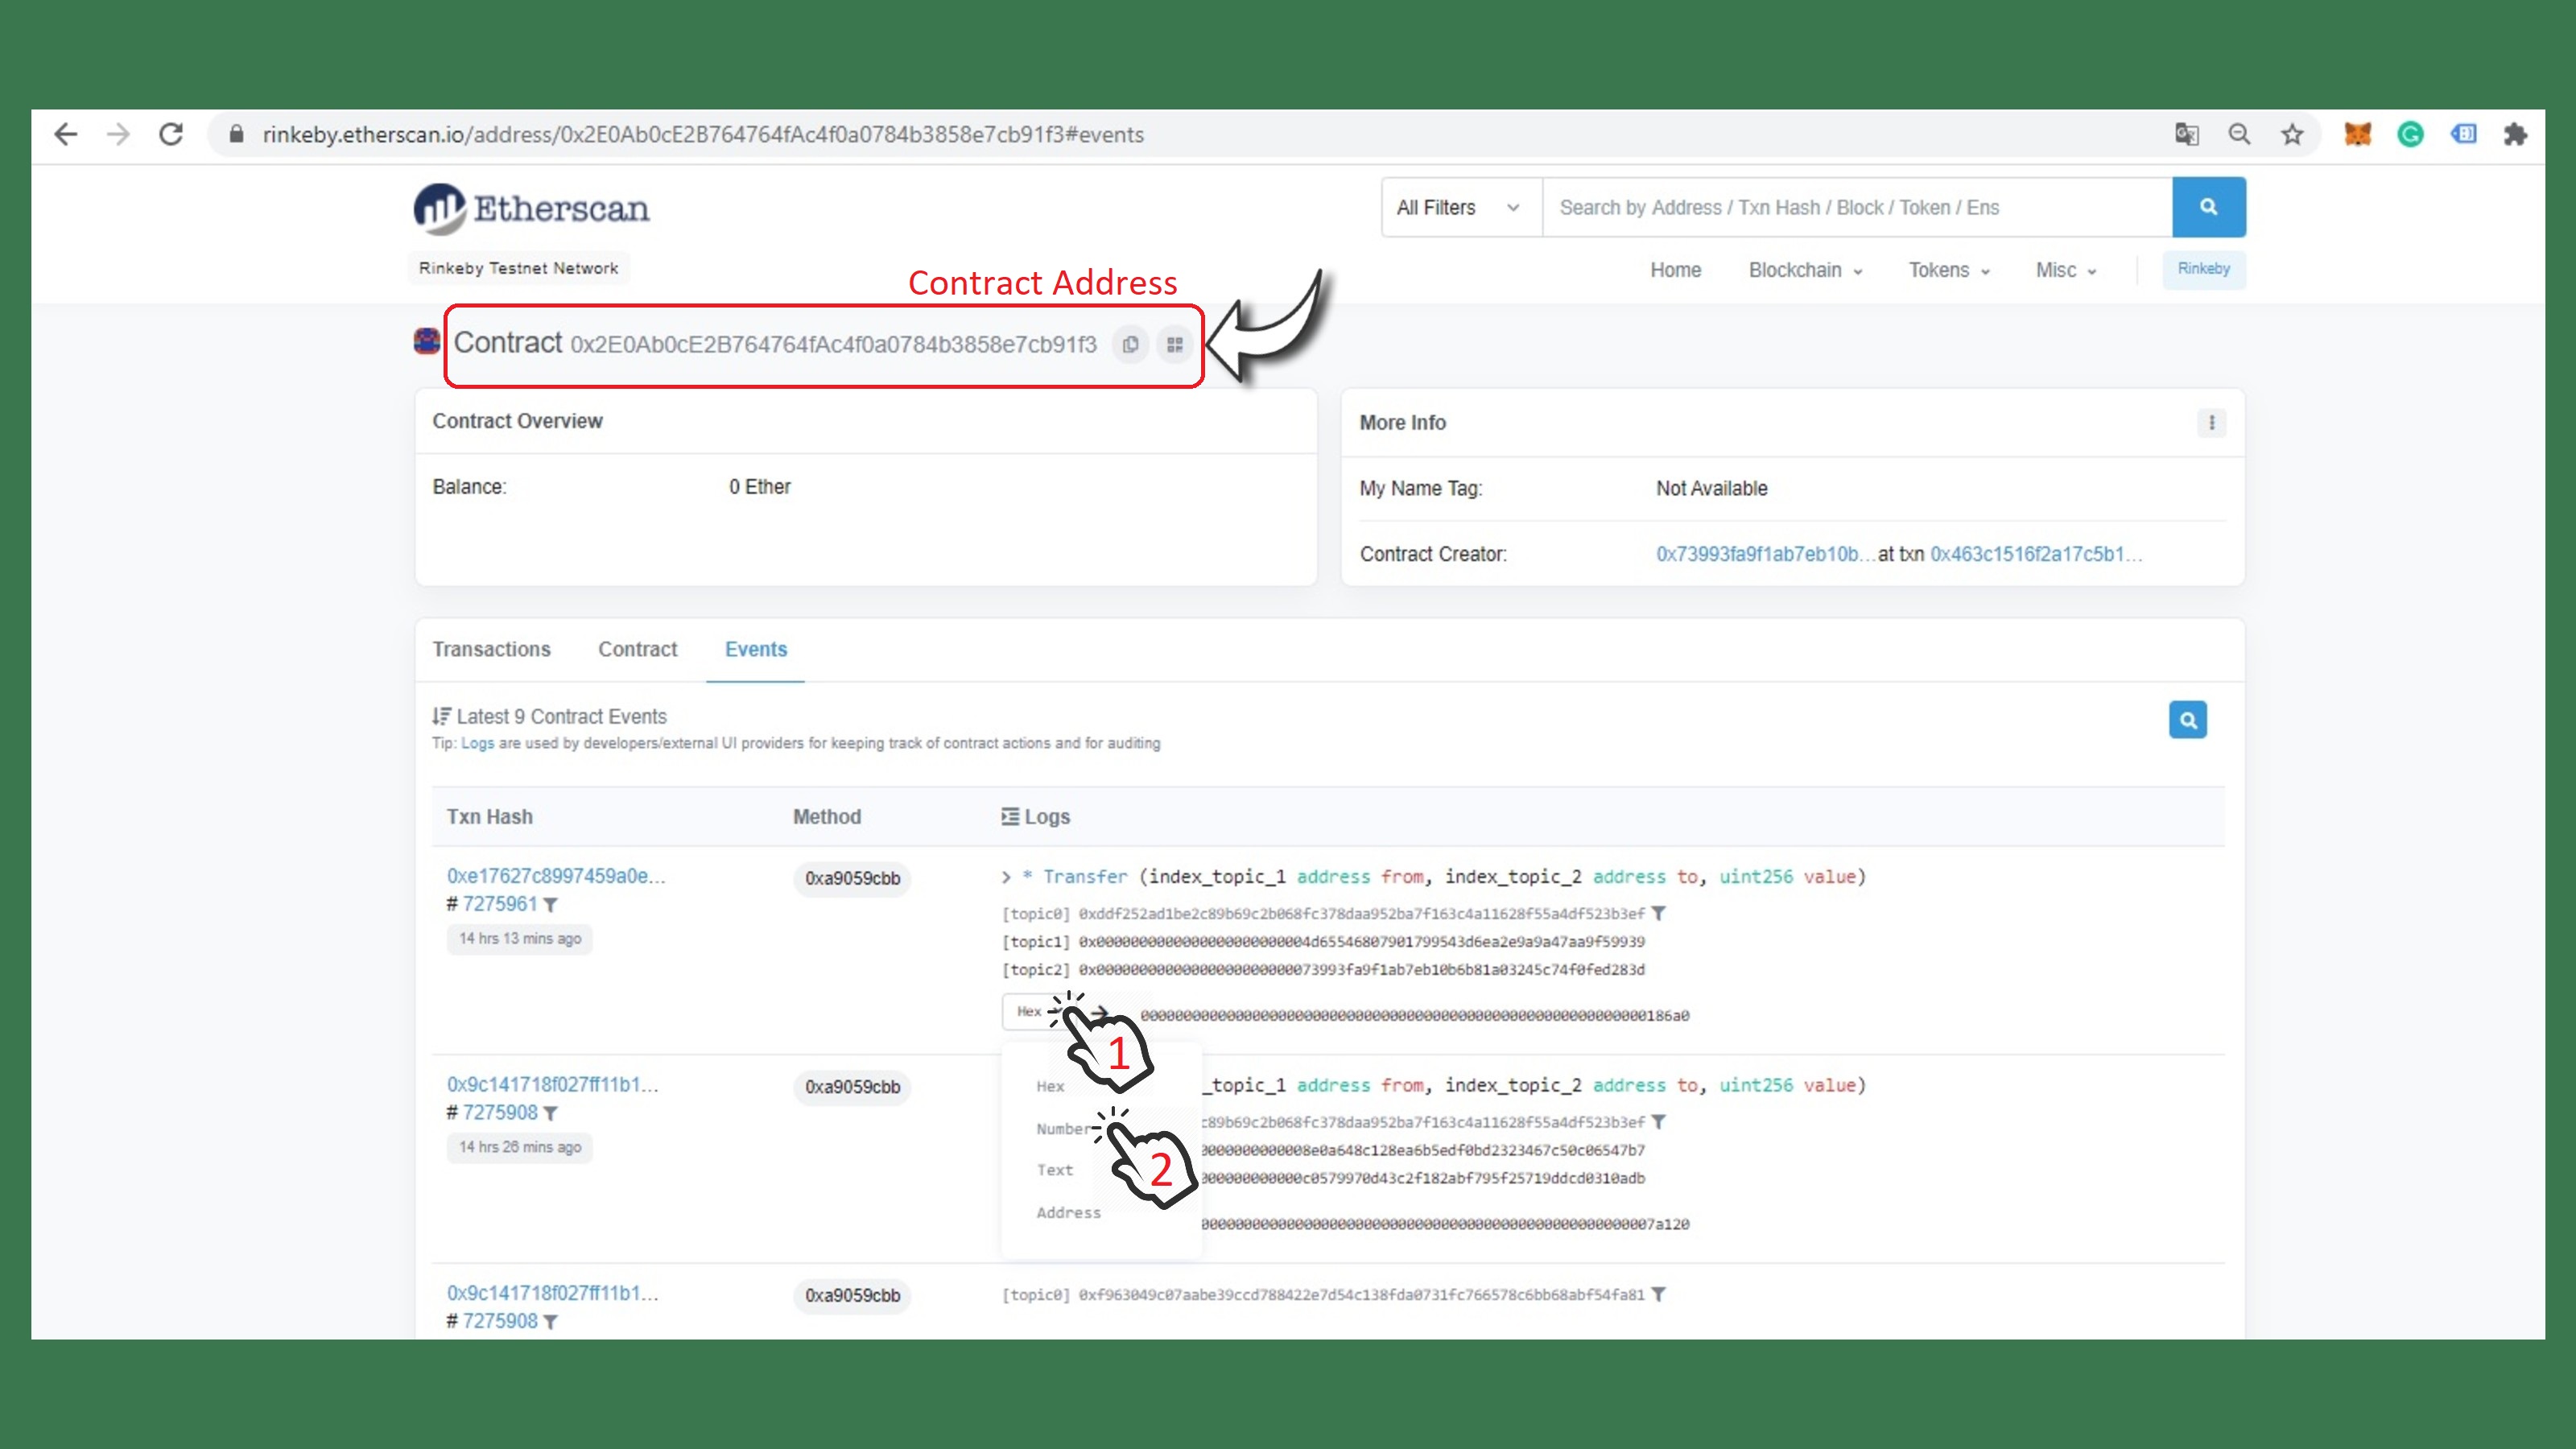 rinkeby.etherscan.io/address/0x2E0Ab0cE2B764764fAc4f0a0784b3858e7cb91f3#events
Etherscan
All Filters
Search by Address / Txn Hash / Block / Token / Ens
Rinkeby Testnet Network
Home Blockchain Tokens Misc Rinkeby
Contract Address
Contract 0x2E0Ab0cE2B764764fAc4f0a0784b3858e7cb91f3
Contract Overview
Balance: 0 Ether
More Info
My Name Tag: Not Available
Contract Creator: 0x73993fa9f1ab7eb10b... at txn 0x463c1516f2a17c5b1...
Transactions Contract Events
Latest 9 Contract Events
Tip: Logs are used by developers/external UI providers for keeping track of contract actions and for auditing
Txn Hash Method Logs
0xe17627c8997459a0e... 0xa9059cbb > * Transfer (index_topic_1 address from, index_topic_2 address to, uint256 value)
# 7275961
14 hrs 13 mins ago
[topic0] 0xddf252ad1be2c89b69c2b068fc378daa952ba7f163c4a11628f55a4df523b3ef
[topic1] 0x0000000000000000000000004d65546807901799543d6ea2e9a9a47aa9f59939
[topic2] 0x00000000000000000000000073993fa9f1ab7eb10b6b81a03245c74f0fed283d
Hex 00000000000000000000000000000000000000000000000000000000000186a0
1
0x9c141718f027ff11b1... 0xa9059cbb _topic_1 address from, index_topic_2 address to, uint256 value)
# 7275908
14 hrs 26 mins ago
Hex
Number
Text
Address
2
c89b69c2b068fc378daa952ba7f163c4a11628f55a4df523b3ef
0000000000008e0a648c128ea6b5edf0bd2323467c50c06547b7
000000000000c0579970d43c2f182abf795f25719ddcd0310adb
0x9c141718f027ff11b1... 0xa9059cbb [topic0] 0xf963049c07aabe39ccd788422e7d54c138fda0731fc766578c6bb68abf54fa81
# 7275908